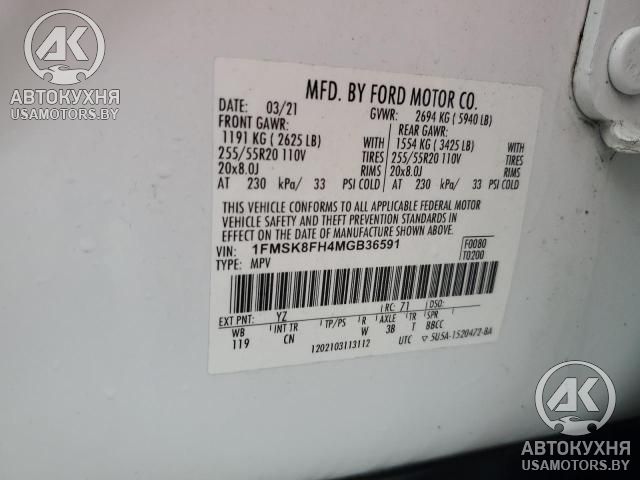 AK
АВТОКУХНЯ
USAMOTORS.BY
MFD. BY FORD MOTOR CO.
DATE: 03/21 GVWR: 2694 KG ( 5940 LB)
FRONT GAWR: REAR GAWR:
1191 KG ( 2625 LB) WITH 1554 KG ( 3425 LB) WITH
255/55R20 110V TIRES 255/55R20 110V TIRES
20x8.0J RIMS 20x8.0J RIMS
AT 230 kPa/ 33 PSI COLD AT 230 kPa/ 33 PSI COLD
THIS VEHICLE CONFORMS TO ALL APPLICABLE FEDERAL MOTOR
VEHICLE SAFETY AND THEFT PREVENTION STANDARDS IN
EFFECT ON THE DATE OF MANUFACTURE SHOWN ABOVE.
VIN: 1FMSK8FH4MGB36591 F0080
TYPE: MPV T0200
EXT PNT: YZ RC: 71 DSO:
WB INT TR TP/PS R AXLE TR SPR
119 CN W 3B T BBCC
1202103113112 UTC ▽ 5U5A-1520472-BA
AK
АВТОКУХНЯ
USAMOTORS.BY